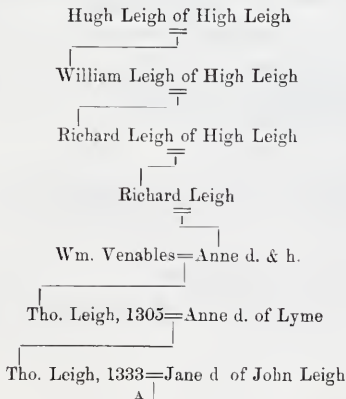 Hugh Leigh of High Leigh
=
William Leigh of High Leigh
=
Richard Leigh of High Leigh
=
Richard Leigh
=
Wm. Venables=Anne d. & h.
Tho. Leigh, 1305=Anne d. of Lyme
Tho. Leigh, 1333=Jane d of John Leigh
A